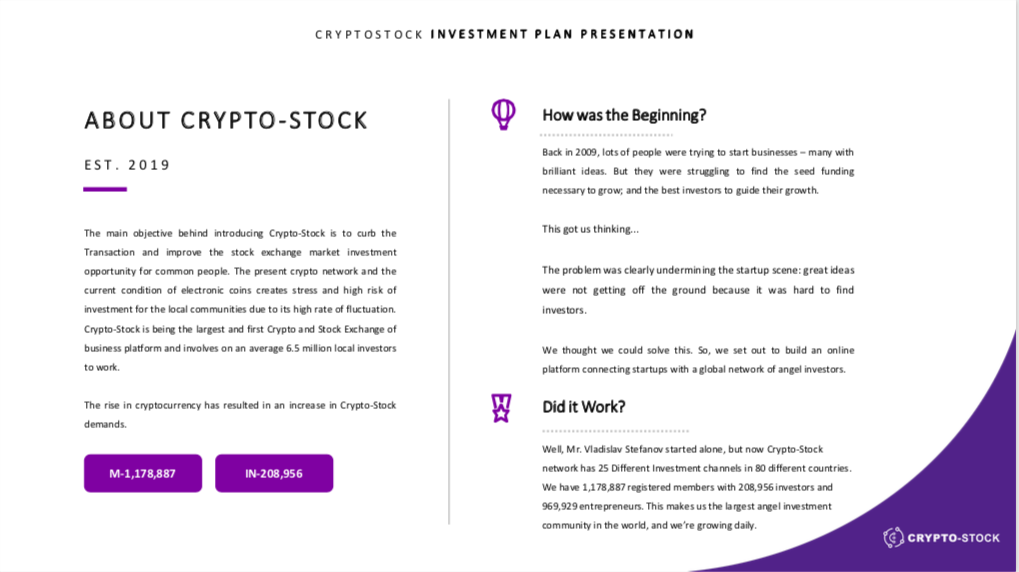 CRYPTOSTOCK INVESTMENT PLAN PRESENTATION
ABOUT CRYPTO-STOCK
EST. 2019
The main objective behind introducing Crypto-Stock is to curb the
Transaction and improve the stock exchange market investment
opportunity for common people. The present crypto network and the
current condition of electronic coins creates stress and high risk of
investment for the local communities due to its high rate of fluctuation.
Crypto-Stock is being the largest and first Crypto and Stock Exchange of
business platform and involves on an average 6.5 million local investors
to work.
The rise in cryptocurrency has resulted in an increase in Crypto-Stock
demands.
M-1,178,887
IN-208,956
How was the Beginning?
Back in 2009, lots of people were trying to start businesses – many with
brilliant ideas. But they were struggling to find the seed funding
necessary to grow; and the best investors to guide their growth.
This got us thinking...
The problem was clearly undermining the startup scene: great ideas
were not getting off the ground because it was hard to find
investors.
We thought we could solve this. So, we set out to build an online
platform connecting startups with a global network of angel investors.
Did it Work?
Well, Mr. Vladislav Stefanov started alone, but now Crypto-Stock
network has 25 Different Investment channels in 80 different countries.
We have 1,178,887 registered members with 208,956 investors and
969,929 entrepreneurs. This makes us the largest angel investment
community in the world, and we're growing daily.
CRYPTO-STOCK